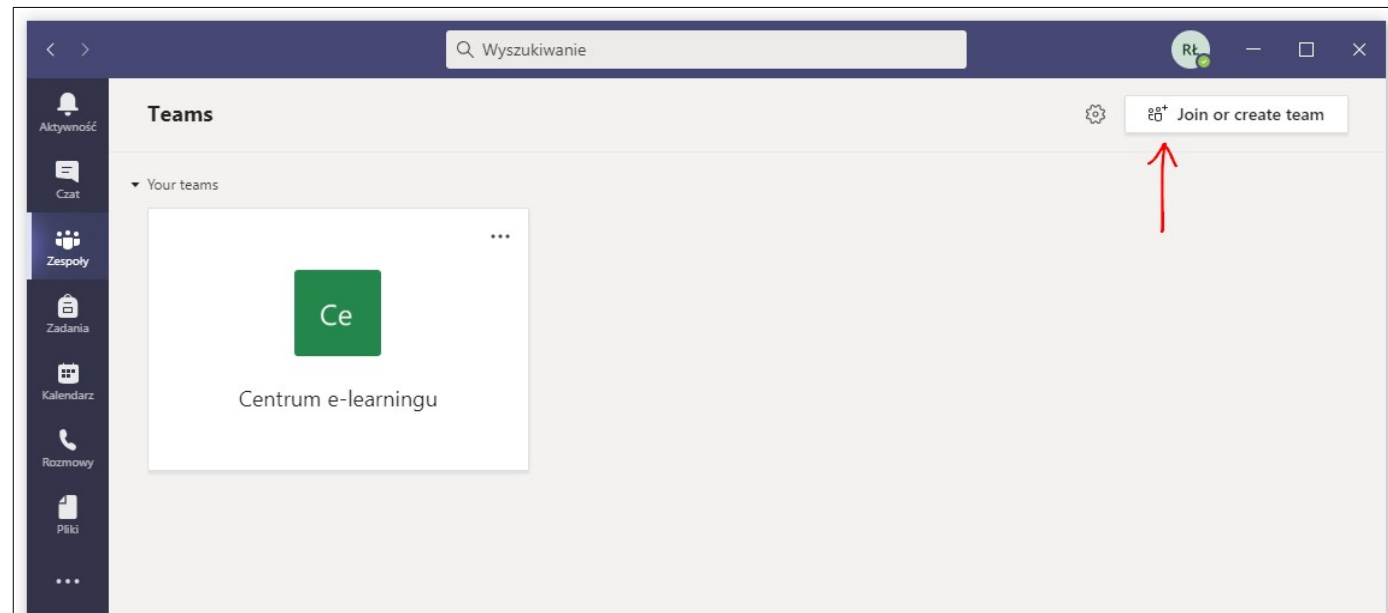 Wyszukiwanie
RŁ
Aktywność
Teams
Join or create team
Czat
Your teams
Zespoły
Zadania
Ce
Kalendarz
Centrum e-learningu
Rozmowy
Pliki